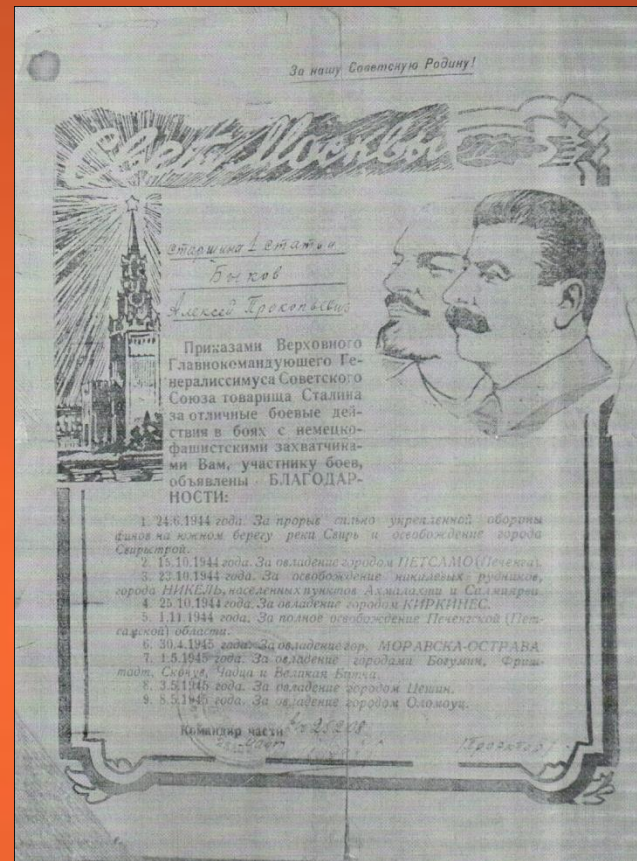 За нашу Советскую Родину!
Свет Москвы
старшина 1 статьи
Быков
Алексей Прокопьевич
Приказами Верховного
Главнокомандующего Ге-
нералиссимуса Советского
Союза товарища Сталина
за отличные боевые дей-
ствия в боях с немецко-
фашистскими захватчика-
ми Вам, участнику боев,
объявлены БЛАГОДАР-
НОСТИ:
1. 24.6.1944 года. За прорыв сильно укрепленной обороны
финов на южном берегу реки Свирь и освобождение города
Свирьстрой.
2. 15.10.1944 года. За овладение городом ПЕТСАМО (Печенга).
3. 23.10.1944 года. За освобождение никелевых рудников,
города НИКЕЛЬ, населенных пунктов Ахмалахти и Салмиярви.
4. 25.10.1944 года. За овладение городом КИРКИНЕС.
5. 1.11.1944 года. За полное освобождение Печенгской (Пет-
самской) области.
6. 30.4.1945 года. За овладение гор. МОРАВСКА-ОСТРАВА.
7. 1.5.1945 года. За овладение городами Богумин, Фриш-
тадт, Скочув, Чадца и Великая Битча.
8. 3.5.1945 года. За овладение городом Цешин.
9. 8.5.1945 года. За овладение городом Оломоуц.
Командир части 25208